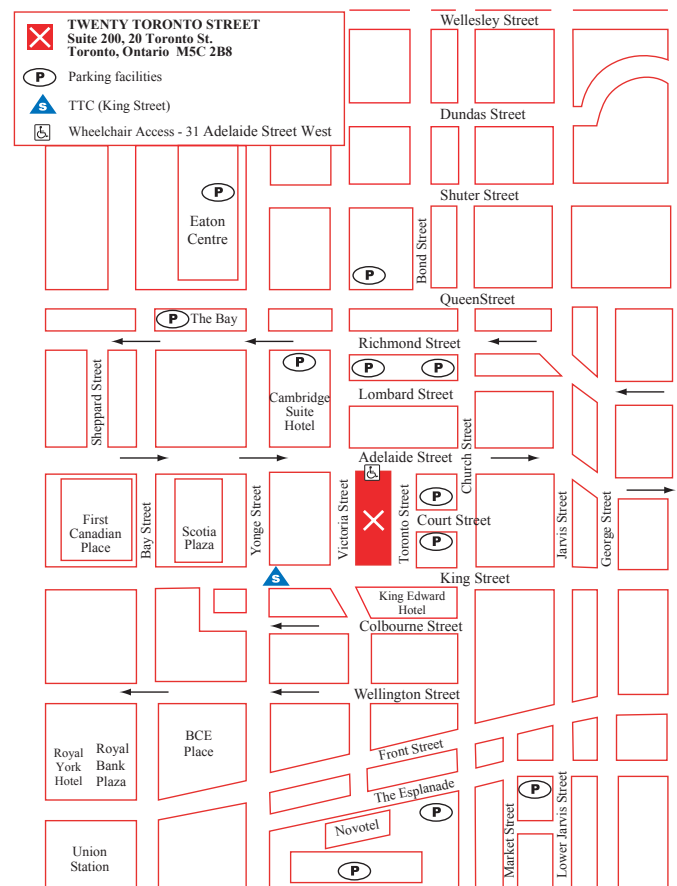 TWENTY TORONTO STREET
Suite 200, 20 Toronto St.
Toronto, Ontario M5C 2B8
P Parking facilities
S TTC (King Street)
Wheelchair Access - 31 Adelaide Street West
Wellesley Street
Dundas Street
Shuter Street
P
Eaton
Centre
Bond Street
P
QueenStreet
P The Bay
Richmond Street
Sheppard Street
P
P
P
Cambridge
Suite
Hotel
Lombard Street
Church Street
Adelaide Street
First
Canadian
Place
Bay Street
Scotia
Plaza
Yonge Street
Victoria Street
Toronto Street
P
Court Street
P
Jarvis Street
George Street
S
King Street
King Edward
Hotel
Colbourne Street
Wellington Street
Royal
York
Hotel
Royal
Bank
Plaza
BCE
Place
Front Street
The Esplanade
P
P
Market Street
Lower Jarvis Street
Novotel
Union
Station
P